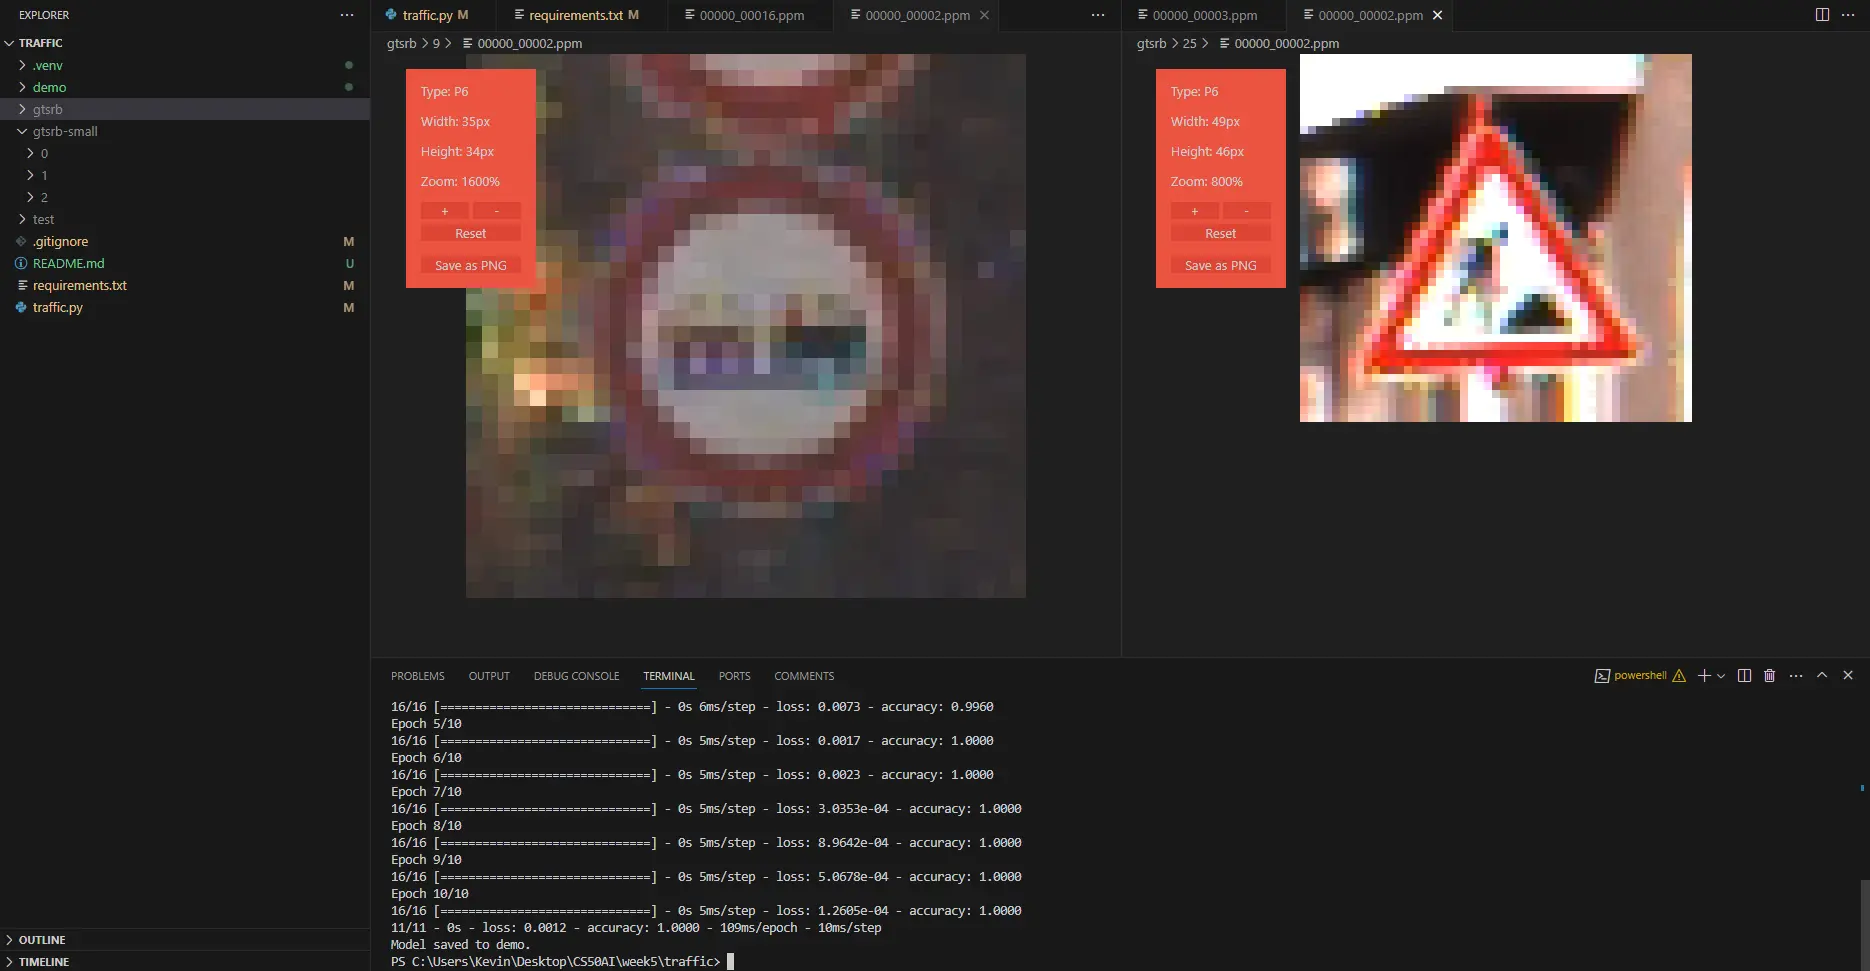 EXPLORER
TRAFFIC
.venv
demo
gtsrb
gtsrb-small
0
1
2
test
.gitignore M
README.md U
requirements.txt M
traffic.py M
OUTLINE
TIMELINE
traffic.py M
requirements.txt M
00000_00016.ppm
00000_00002.ppm
gtsrb > 9 > 00000_00002.ppm
Type: P6
Width: 35px
Height: 34px
Zoom: 1600%
+ -
Reset
Save as PNG
00000_00003.ppm
00000_00002.ppm
gtsrb > 25 > 00000_00002.ppm
Type: P6
Width: 49px
Height: 46px
Zoom: 800%
+ -
Reset
Save as PNG
PROBLEMS OUTPUT DEBUG CONSOLE TERMINAL PORTS COMMENTS
powershell
16/16 [==============================] - 0s 6ms/step - loss: 0.0073 - accuracy: 0.9960
Epoch 5/10
16/16 [==============================] - 0s 5ms/step - loss: 0.0017 - accuracy: 1.0000
Epoch 6/10
16/16 [==============================] - 0s 5ms/step - loss: 0.0023 - accuracy: 1.0000
Epoch 7/10
16/16 [==============================] - 0s 5ms/step - loss: 3.0353e-04 - accuracy: 1.0000
Epoch 8/10
16/16 [==============================] - 0s 5ms/step - loss: 8.9642e-04 - accuracy: 1.0000
Epoch 9/10
16/16 [==============================] - 0s 5ms/step - loss: 5.0678e-04 - accuracy: 1.0000
Epoch 10/10
16/16 [==============================] - 0s 5ms/step - loss: 1.2605e-04 - accuracy: 1.0000
11/11 - 0s - loss: 0.0012 - accuracy: 1.0000 - 109ms/epoch - 10ms/step
Model saved to demo.
PS C:\Users\Kevin\Desktop\CS50AI\week5\traffic>